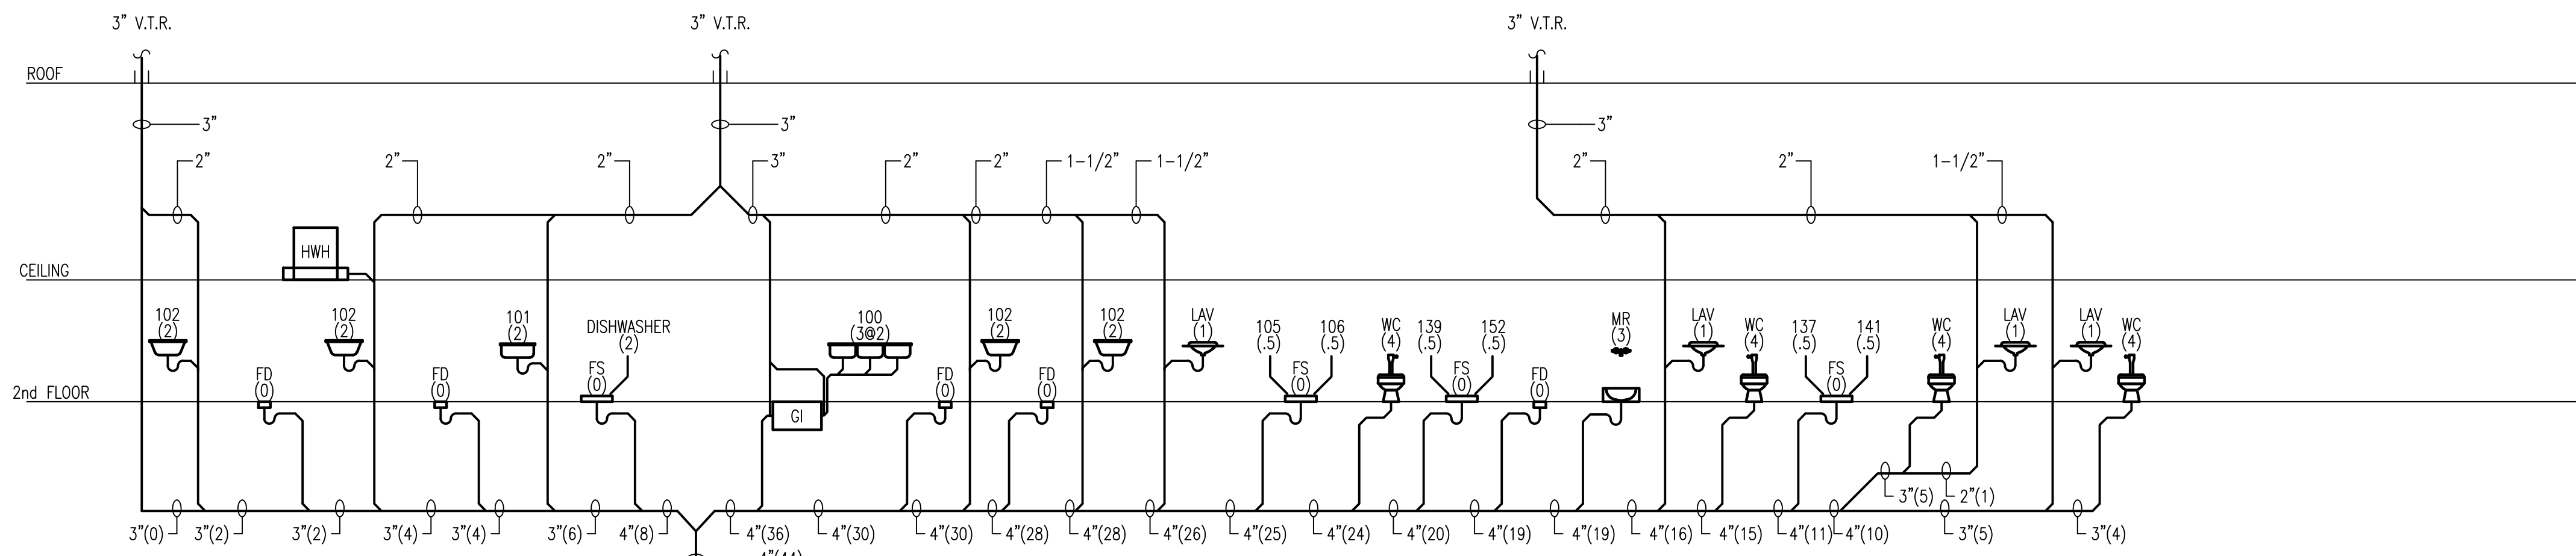 3" V.T.R. 3" V.T.R. 3" V.T.R.
ROOF
3" 3" 3"
2" 2" 2" 3" 2" 2" 1-1/2" 1-1/2" 2" 2" 1-1/2"
HWH
CEILING
102 102 101 DISHWASHER 100 102 102 LAV 105 106 WC 139 152 MR LAV WC 137 141 WC LAV LAV WC
(2) (2) (2) (2) (3@2) (2) (2) (1) (.5) (.5) (4) (.5) (.5) (3) (1) (4) (.5) (.5) (4) (1) (1) (4)
FD FD FS FD FD FS FS FD FS
(0) (0) (0) (0) (0) (0) (0) (0) (0)
2nd FLOOR
GI
3"(5) 2"(1)
3"(0) 3"(2) 3"(2) 3"(4) 3"(4) 3"(6) 4"(8) 4"(36) 4"(30) 4"(30) 4"(28) 4"(28) 4"(26) 4"(25) 4"(24) 4"(20) 4"(19) 4"(19) 4"(16) 4"(15) 4"(11) 4"(10) 3"(5) 3"(4)